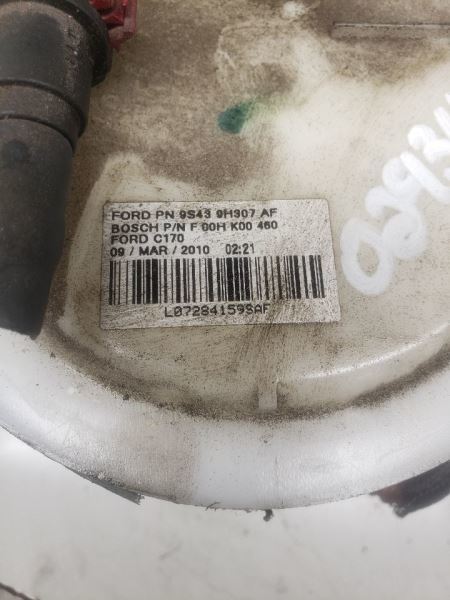 FORD PN 9S43 9H307 AF
BOSCH P/N F 00H K00 460
FORD C170
09 / MAR / 2010 02:21
L07284159SAF